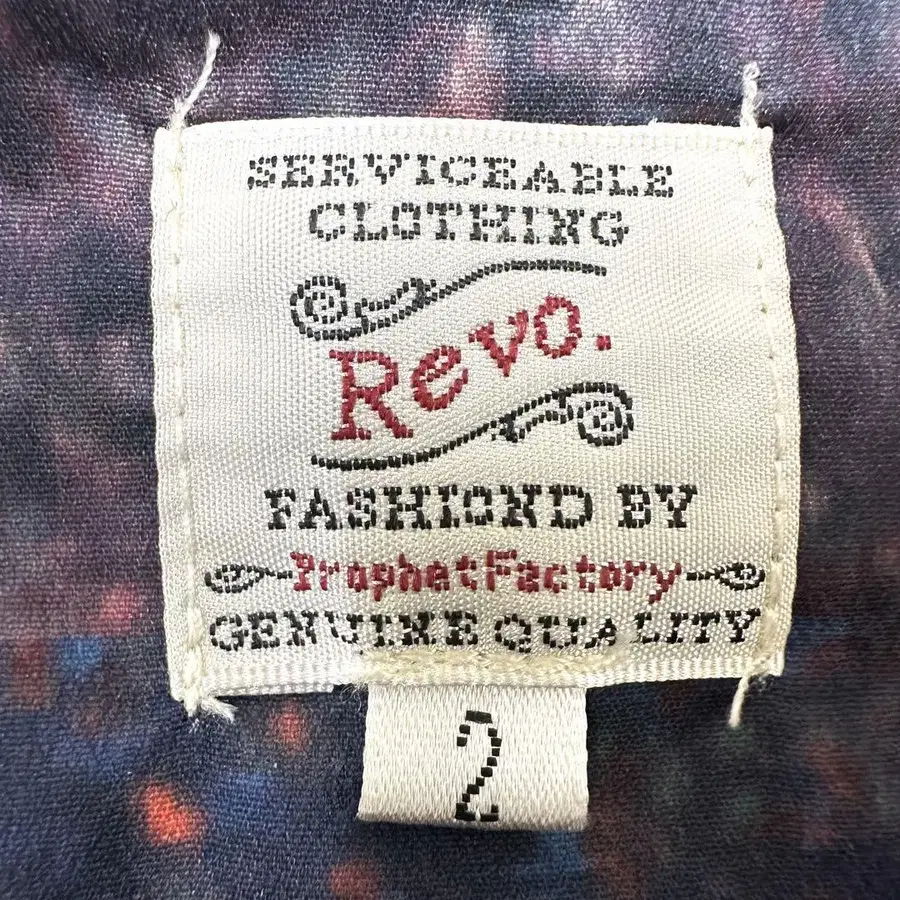 SERVICEABLE
CLOTHING
Revo.
FASHIOND BY
ProphetFactory
GENUINE QUALITY
2